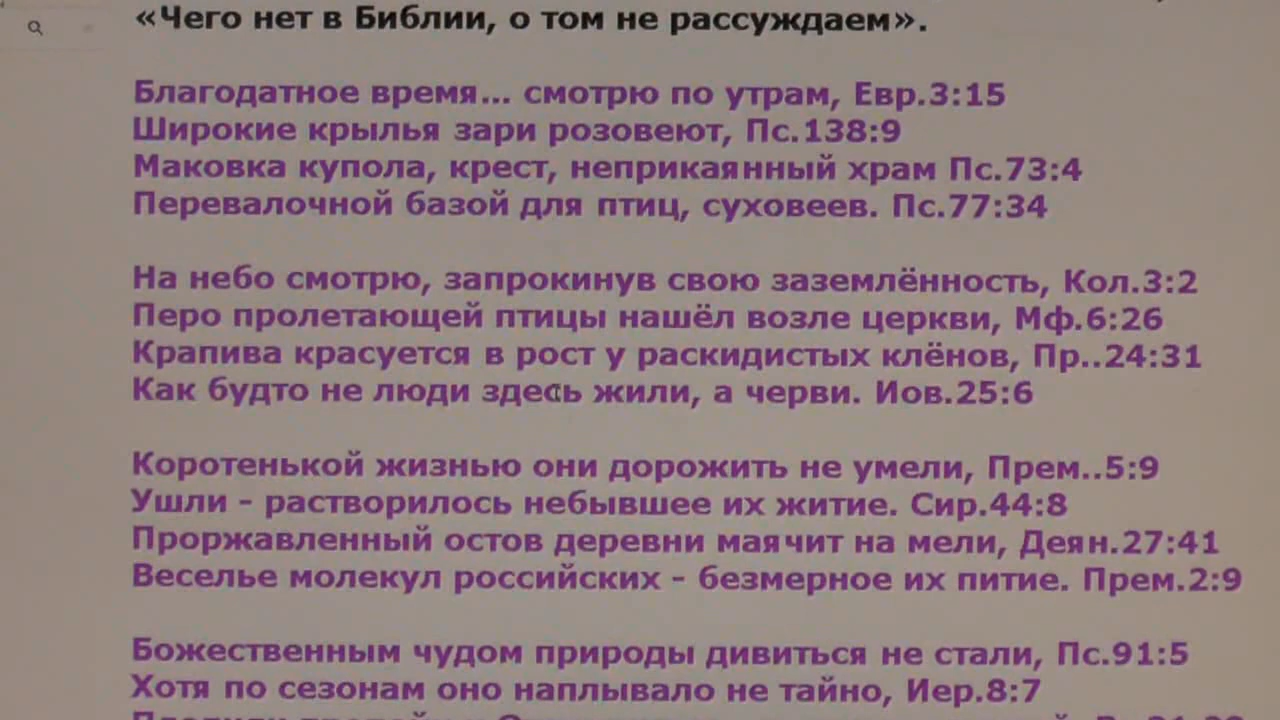 «Чего нет в Библии, о том не рассуждаем».
Благодатное время... смотрю по утрам, Евр.3:15
Широкие крылья зари розовеют, Пс.138:9
Маковка купола, крест, неприкаянный храм Пс.73:4
Перевалочной базой для птиц, суховеев. Пс.77:34
На небо смотрю, запрокинув свою заземлённость, Кол.3:2
Перо пролетающей птицы нашёл возле церкви, Мф.6:26
Крапива красуется в рост у раскидистых клёнов, Пр..24:31
Как будто не люди здесь жили, а черви. Иов.25:6
Коротенькой жизнью они дорожить не умели, Прем..5:9
Ушли - растворилось небывшее их житие. Сир.44:8
Проржавленный остов деревни маячит на мели, Деян.27:41
Веселье молекул российских - безмерное их питие. Прем.2:9
Божественным чудом природы дивиться не стали, Пс.91:5
Хотя по сезонам оно наплывало не тайно, Иер.8:7